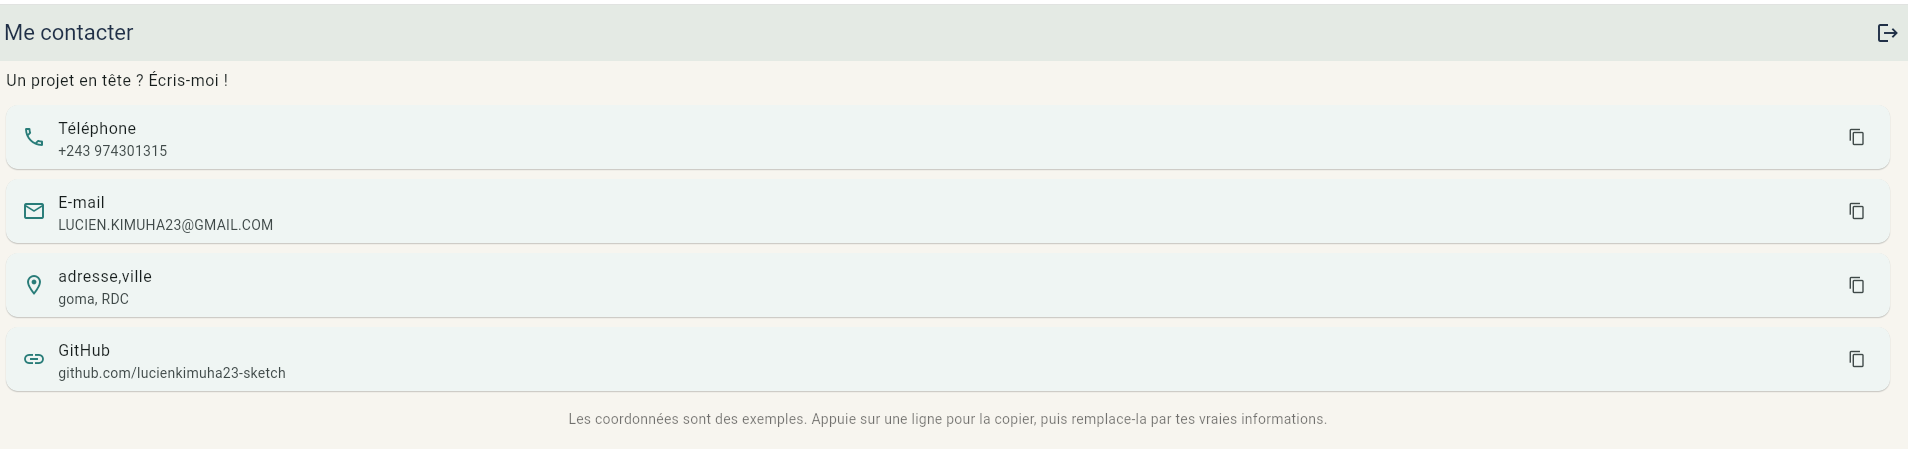 Me contacter
Un projet en tête ? Écris-moi !
Téléphone
+243 974301315
E-mail
LUCIEN.KIMUHA23@GMAIL.COM
adresse,ville
goma, RDC
GitHub
github.com/lucienkimuha23-sketch
Les coordonnées sont des exemples. Appuie sur une ligne pour la copier, puis remplace-la par tes vraies informations.